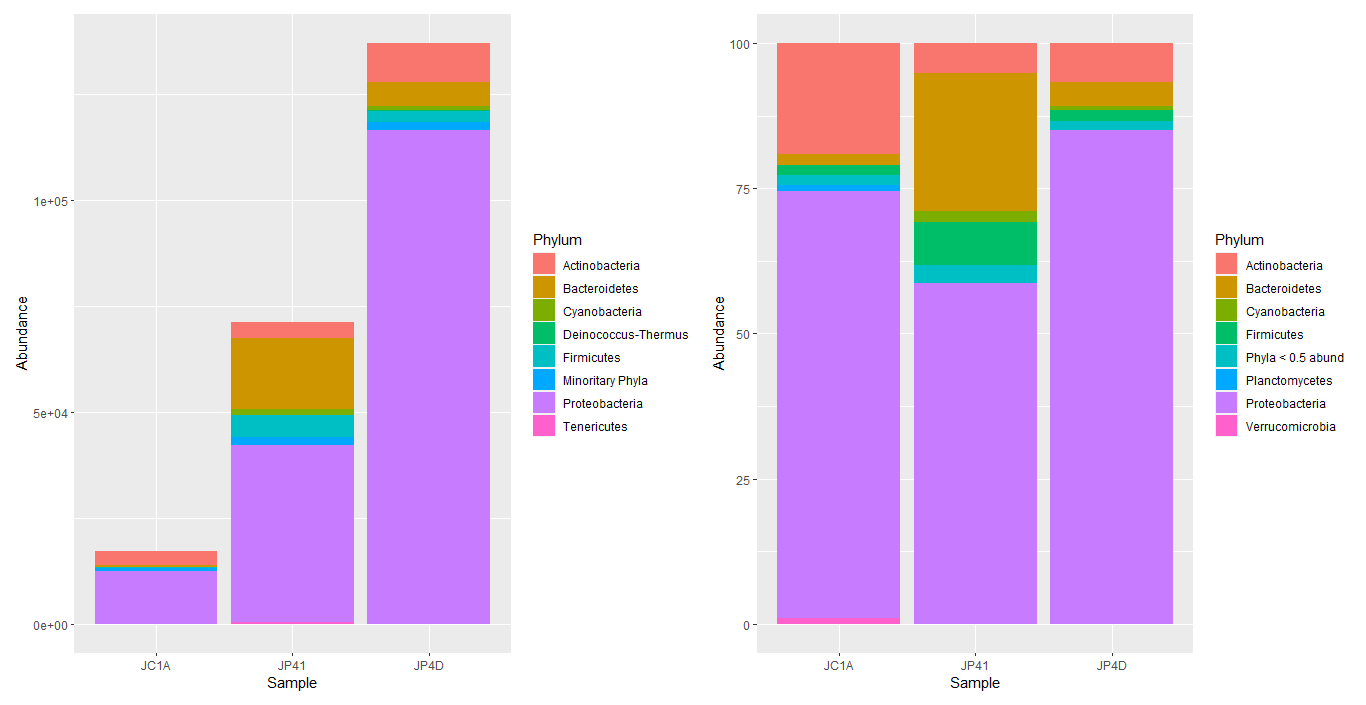 Abundance
1e+05
5e+04
0e+00
JC1A
JP41
JP4D
Sample
Phylum
Actinobacteria
Bacteroidetes
Cyanobacteria
Deinococcus-Thermus
Firmicutes
Minoritary Phyla
Proteobacteria
Tenericutes
Abundance
100
75
50
25
0
JC1A
JP41
JP4D
Sample
Phylum
Actinobacteria
Bacteroidetes
Cyanobacteria
Firmicutes
Phyla < 0.5 abund
Planctomycetes
Proteobacteria
Verrucomicrobia